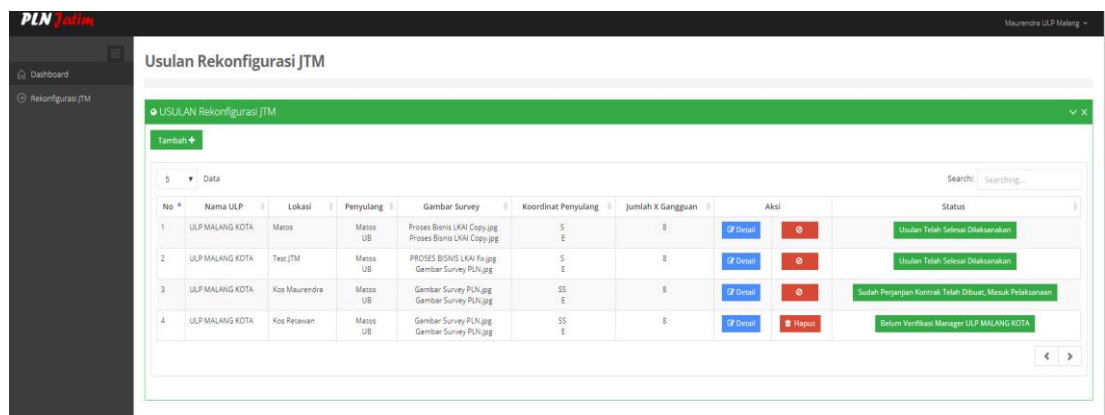 PLN Jatim
Maurendra ULP Malang
Dashboard
Rekonfigurasi JTM
Usulan Rekonfigurasi JTM
USULAN Rekonfigurasi JTM
Tambah +
5 Data
Search: Searching...
No Nama ULP Lokasi Penyulang Gambar Survey Koordinat Penyulang Jumlah X Gangguan Aksi Status
1 ULP MALANG KOTA Matos Matos Proses Bisnis LKAI Copy.jpg S 8 Detail Usulan Telah Selesai Dilaksanakan
UB Proses Bisnis LKAI Copy.jpg E
2 ULP MALANG KOTA Test JTM Matos PROSES BISNIS LKAI fix.jpg S 8 Detail Usulan Telah Selesai Dilaksanakan
UB Gambar Survey PLN.jpg E
3 ULP MALANG KOTA Kos Maurendra Matos Gambar Survey PLN.jpg SS 8 Detail Sudah Perjanjian Kontrak Telah Dibuat, Masuk Pelaksanaan
UB Gambar Survey PLN.jpg E
4 ULP MALANG KOTA Kos Retawan Matos Gambar Survey PLN.jpg SS 8 Detail Hapus Belum Verifikasi Manager ULP MALANG KOTA
UB Gambar Survey PLN.jpg E